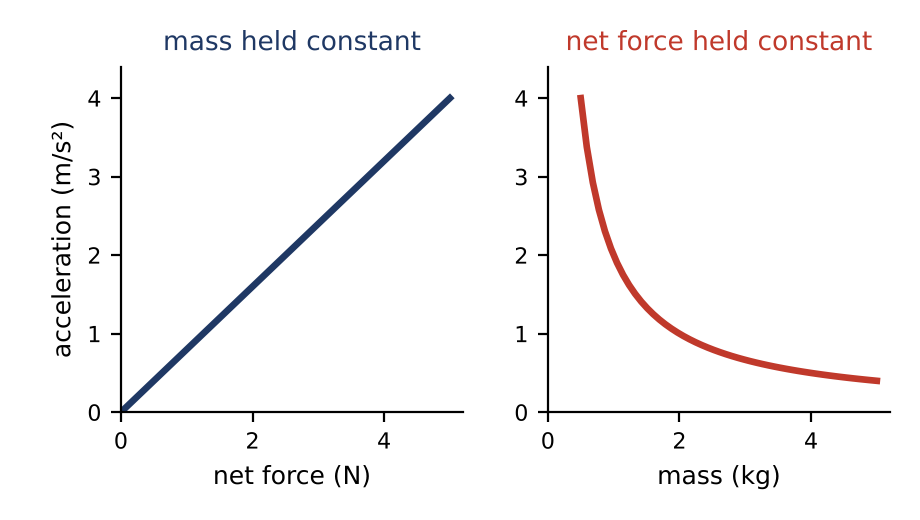 mass held constant
acceleration (m/s²)
4
3
2
1
0
0 2 4
net force (N)
net force held constant
4
3
2
1
0
0 2 4
mass (kg)